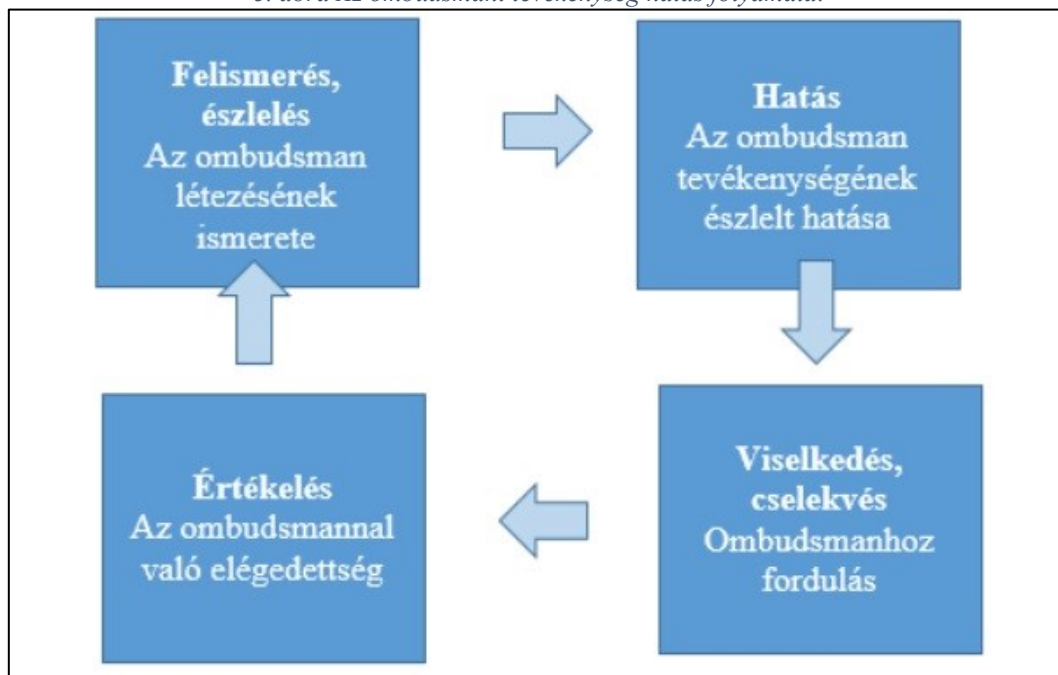 Felismerés,
észlelés
Az ombudsman
létezésének
ismerete
Hatás
Az ombudsman
tevékenységének
észlelt hatása
Viselkedés,
cselekvés
Ombudsmanhoz
fordulás
Értékelés
Az ombudsmannal
való elégedettség